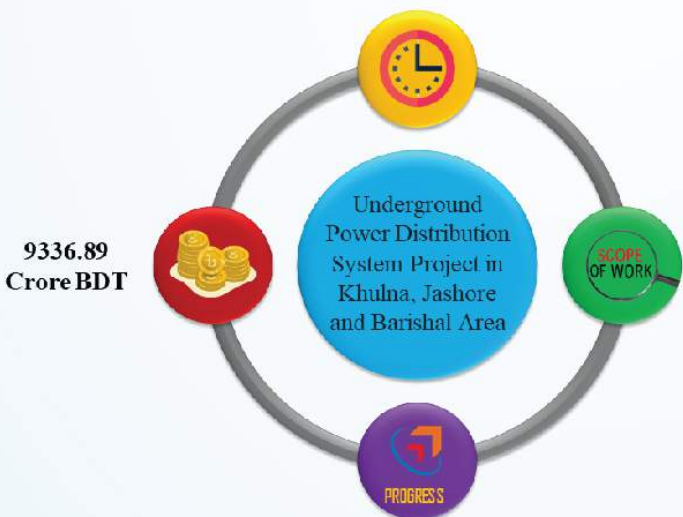 9336.89
Crore BDT
Underground
Power Distribution
System Project in
Khulna, Jashore
and Barishal Area
SCOPE
OF WORK
PROGRESS